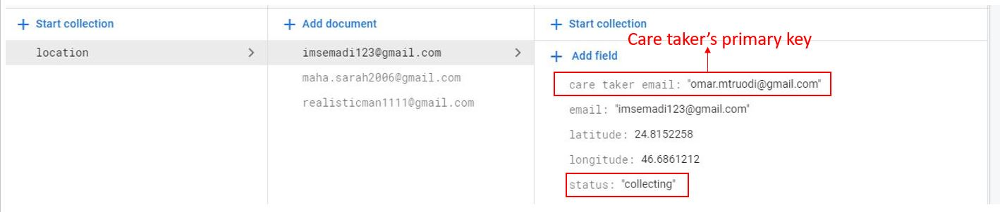 + Start collection
location
+ Add document
imsemadi123@gmail.com
maha.sarah2006@gmail.com
realisticman1111@gmail.com
+ Start collection
Care taker's primary key
+ Add field
care taker email: "omar.mtruodi@gmail.com"
email: "imsemadi123@gmail.com"
latitude: 24.8152258
longitude: 46.6861212
status: "collecting"